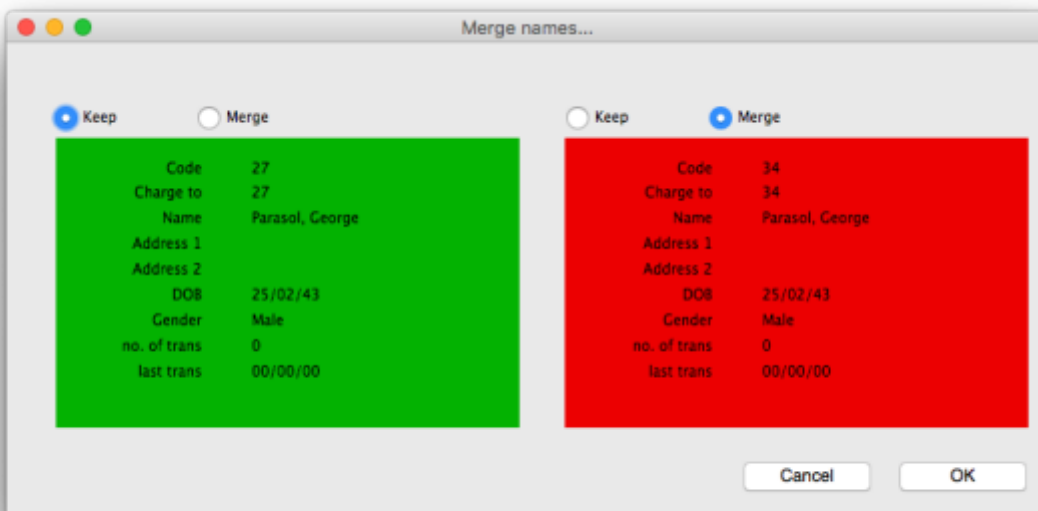 Merge names...
Keep Merge Keep Merge
Code 27 Code 34
Charge to 27 Charge to 34
Name Parasol, George Name Parasol, George
Address 1 Address 1
Address 2 Address 2
DOB 25/02/43 DOB 25/02/43
Gender Male Gender Male
no. of trans 0 no. of trans 0
last trans 00/00/00 last trans 00/00/00
Cancel OK